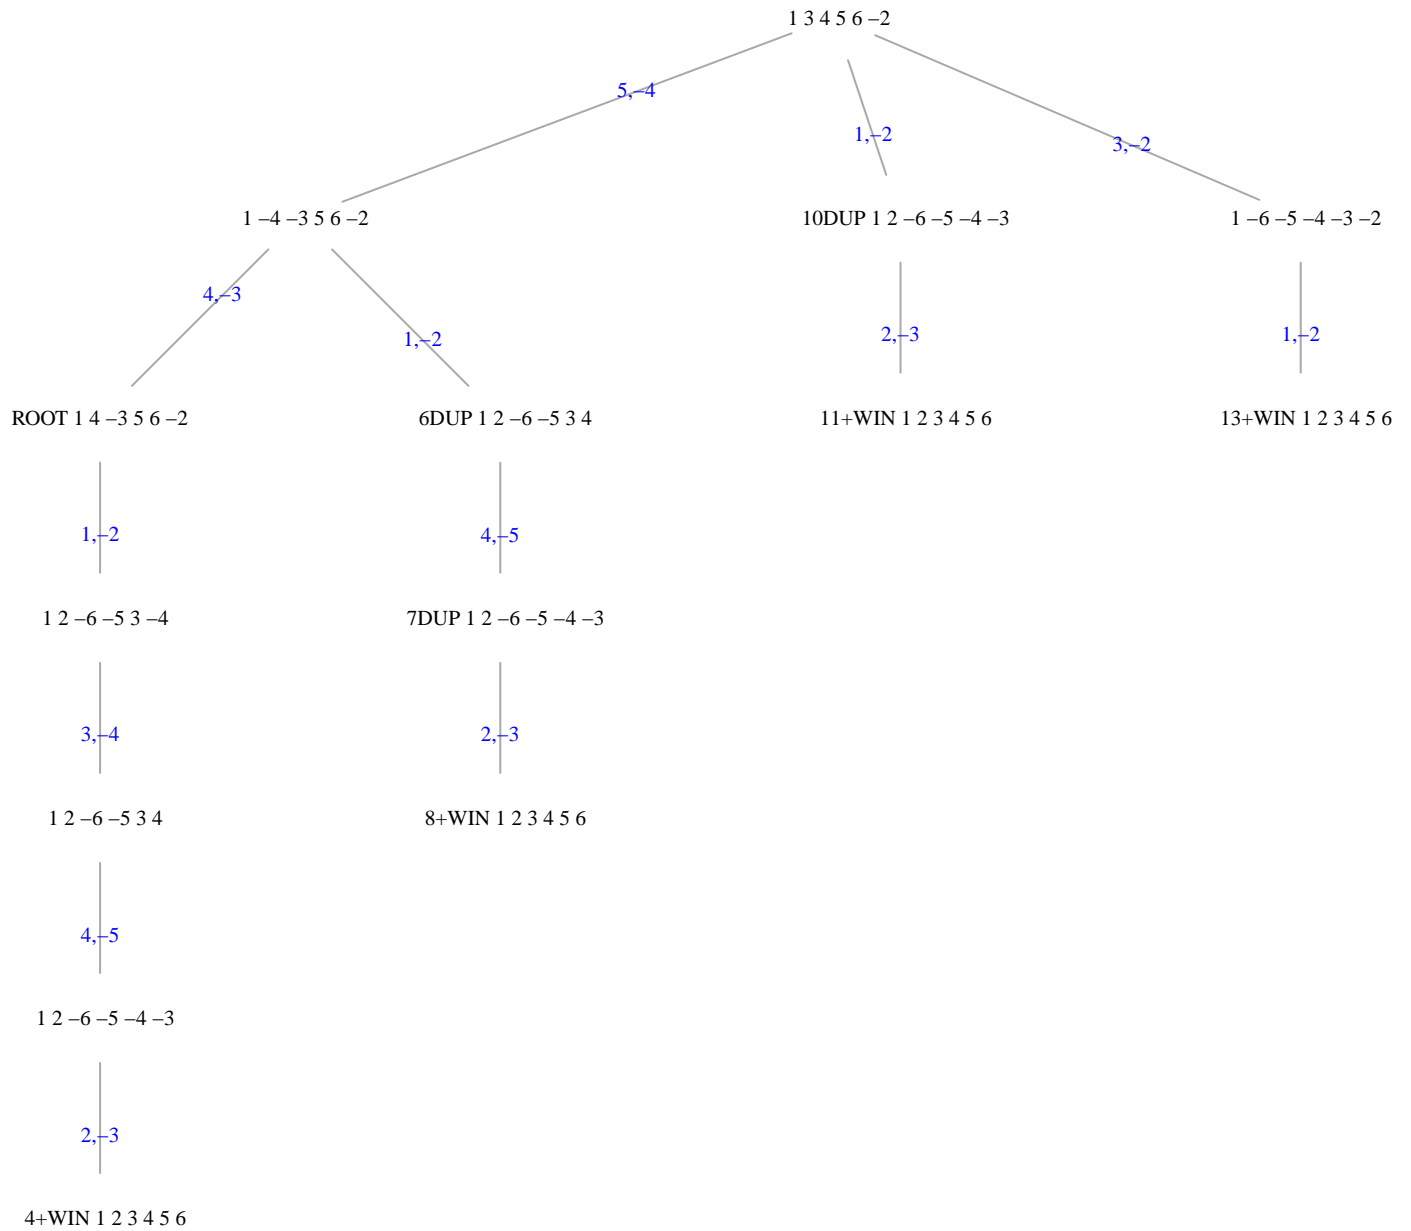 1 3 4 5 6 –2
5,–4
1,–2
3,–2
1 –4 –3 5 6 –2
10DUP 1 2 –6 –5 –4 –3
1 –6 –5 –4 –3 –2
4,–3
1,–2
2,–3
1,–2
ROOT 1 4 –3 5 6 –2
6DUP 1 2 –6 –5 3 4
11+WIN 1 2 3 4 5 6
13+WIN 1 2 3 4 5 6
1,–2
4,–5
1 2 –6 –5 3 –4
7DUP 1 2 –6 –5 –4 –3
3,–4
2,–3
1 2 –6 –5 3 4
8+WIN 1 2 3 4 5 6
4,–5
1 2 –6 –5 –4 –3
2,–3
4+WIN 1 2 3 4 5 6